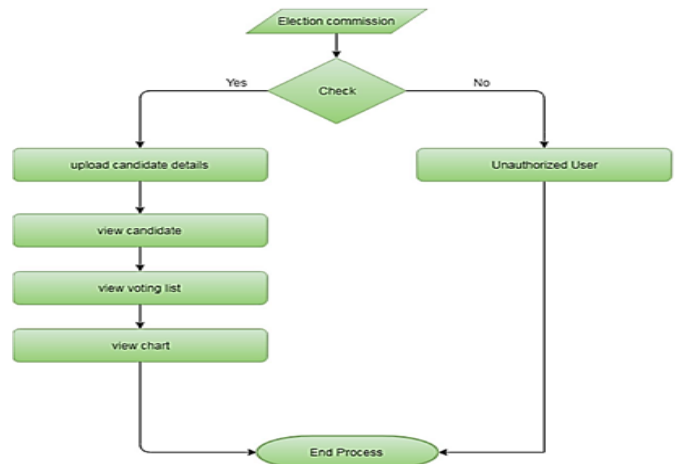 Election commission
Check
Yes
No
upload candidate details
Unauthorized User
view candidate
view voting list
view chart
End Process